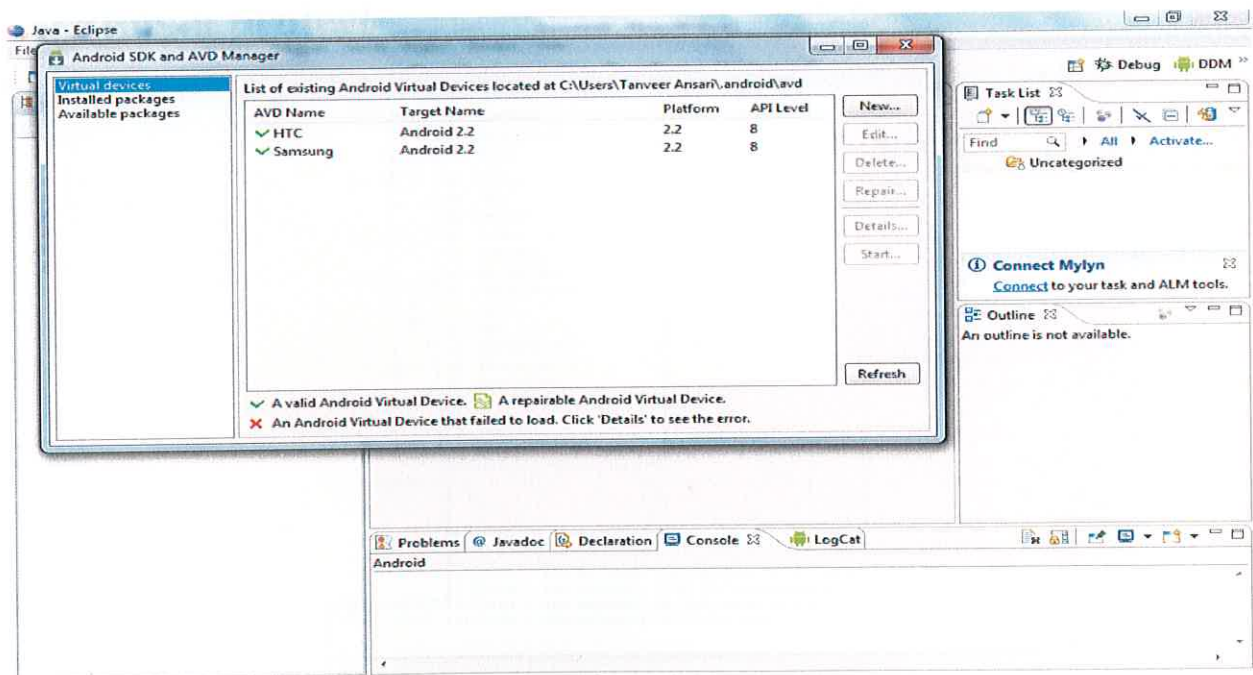 Java - Eclipse
File
Android SDK and AVD Manager
Debug DDM »
Virtual devices
Installed packages
Available packages
List of existing Android Virtual Devices located at C:\Users\Tanveer Ansari\.android\avd
AVD Name Target Name Platform API Level
HTC Android 2.2 2.2 8
Samsung Android 2.2 2.2 8
New...
Edit...
Delete...
Repair...
Details...
Start...
Refresh
A valid Android Virtual Device. A repairable Android Virtual Device.
An Android Virtual Device that failed to load. Click 'Details' to see the error.
Task List
Find All Activate...
Uncategorized
Connect Mylyn
Connect to your task and ALM tools.
Outline
An outline is not available.
Problems @ Javadoc Declaration Console LogCat
Android